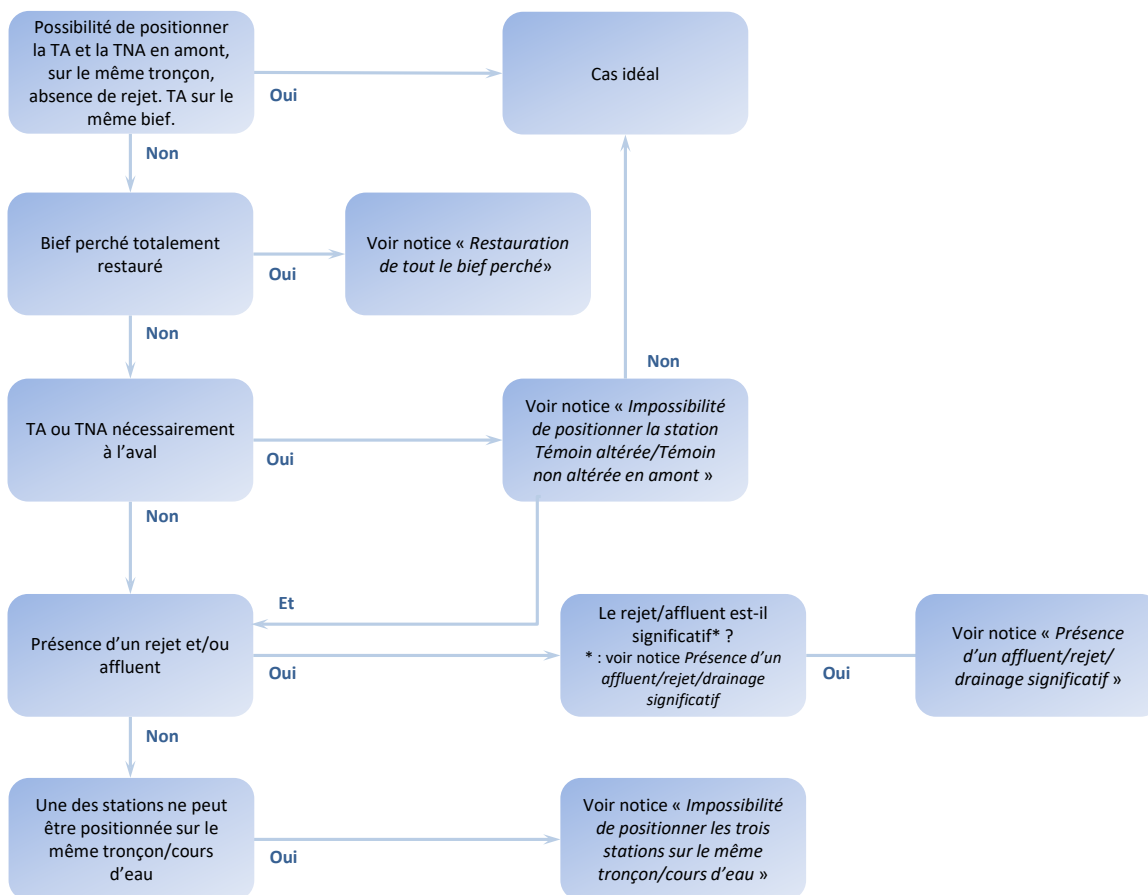 Possibilité de positionner
la TA et la TNA en amont,
sur le même tronçon,
absence de rejet. TA sur le
même bief.
Oui
Cas idéal
Non
Bief perché totalement
restauré
Oui
Voir notice « Restauration
de tout le bief perché»
Non
Non
TA ou TNA nécessairement
à l’aval
Oui
Voir notice « Impossibilité
de positionner la station
Témoin altérée/Témoin
non altérée en amont »
Non
Et
Présence d’un rejet et/ou
affluent
Oui
Le rejet/affluent est-il
significatif* ?
* : voir notice Présence d’un
affluent/rejet/drainage
significatif
Oui
Voir notice « Présence
d’un affluent/rejet/
drainage significatif »
Non
Une des stations ne peut
être positionnée sur le
même tronçon/cours
d’eau
Oui
Voir notice « Impossibilité
de positionner les trois
stations sur le même
tronçon/cours d’eau »